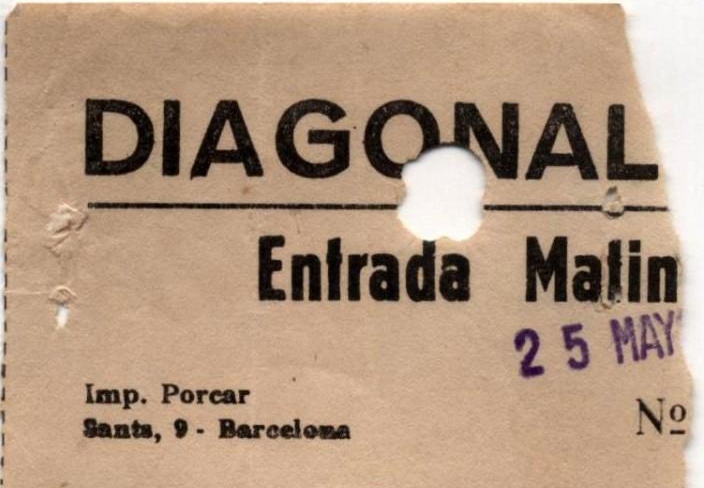 DIAGONAL
Entrada Matin
25 MAY
Imp. Porcar
Sants, 9 - Barcelona
Nº